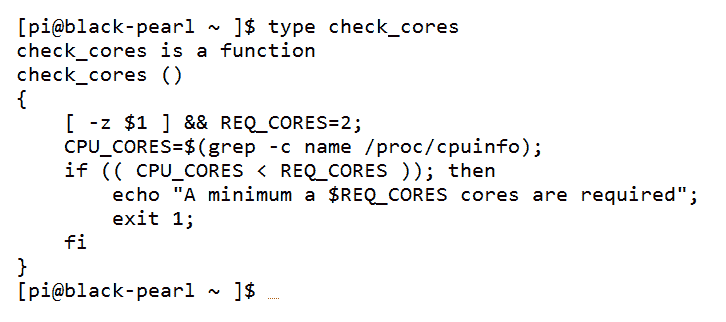 [pi@black-pearl ~ ]$ type check_cores
check_cores is a function
check_cores ()
{
    [ -z $1 ] && REQ_CORES=2;
    CPU_CORES=$(grep -c name /proc/cpuinfo);
    if (( CPU_CORES < REQ_CORES )); then
        echo "A minimum a $REQ_CORES cores are required";
        exit 1;
    fi
}
[pi@black-pearl ~ ]$